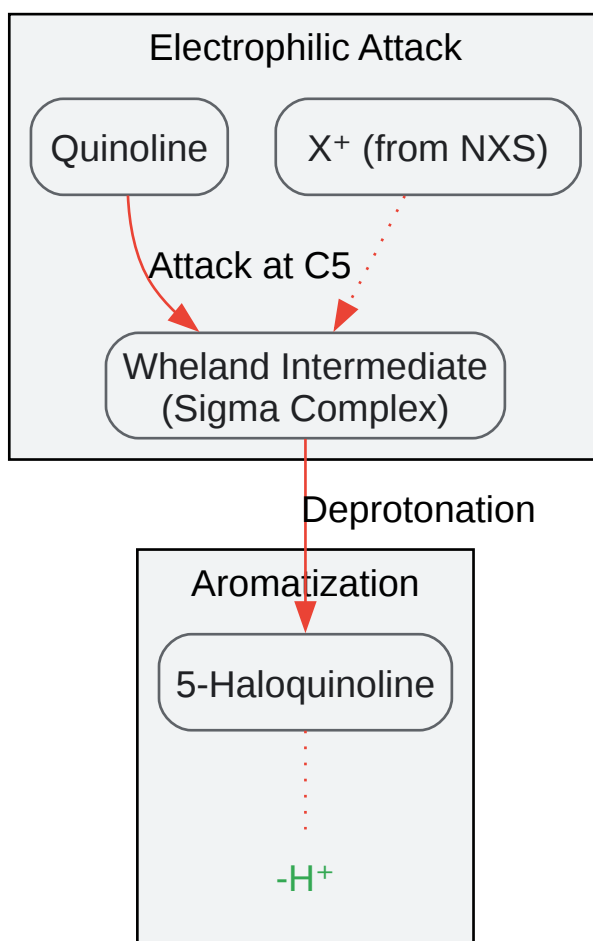 Electrophilic Attack
Quinoline
X⁺ (from NXS)
Attack at C5
Wheland Intermediate
(Sigma Complex)
Deprotonation
Aromatization
5-Haloquinoline
-H⁺